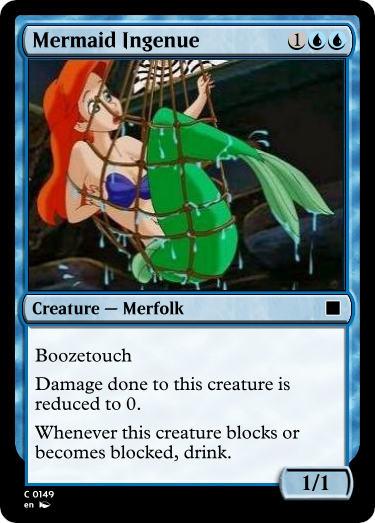 Mermaid Ingenue 1
Creature — Merfolk
Boozetouch
Damage done to this creature is
reduced to 0.
Whenever this creature blocks or
becomes blocked, drink.
1/1
C 0149
en